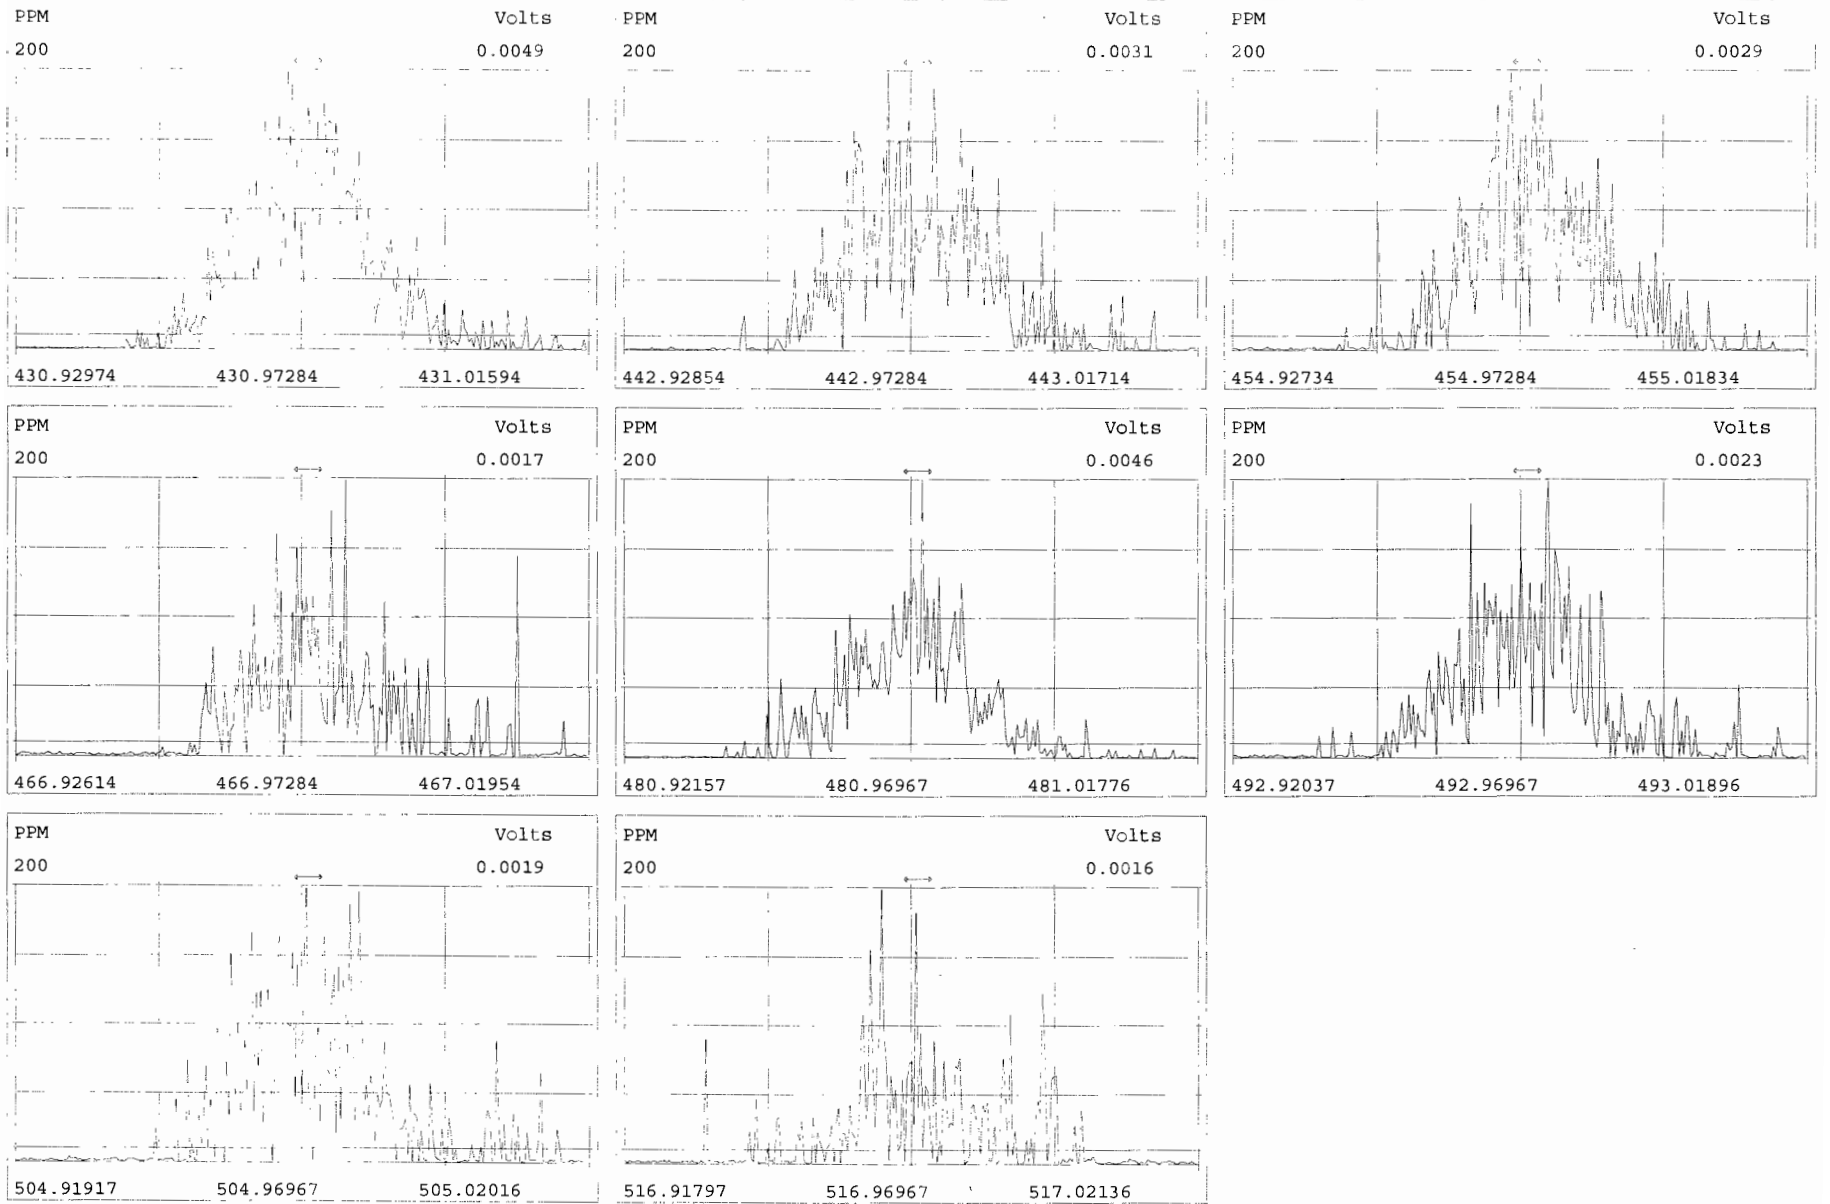 PPM Volts
200 0.0049
430.92974 430.97284 431.01594
PPM Volts
200 0.0031
442.92854 442.97284 443.01714
PPM Volts
200 0.0029
454.92734 454.97284 455.01834
PPM Volts
200 0.0017
466.92614 466.97284 467.01954
PPM Volts
200 0.0046
480.92157 480.96967 481.01776
PPM Volts
200 0.0023
492.92037 492.96967 493.01896
PPM Volts
200 0.0019
504.91917 504.96967 505.02016
PPM Volts
200 0.0016
516.91797 516.96967 517.02136